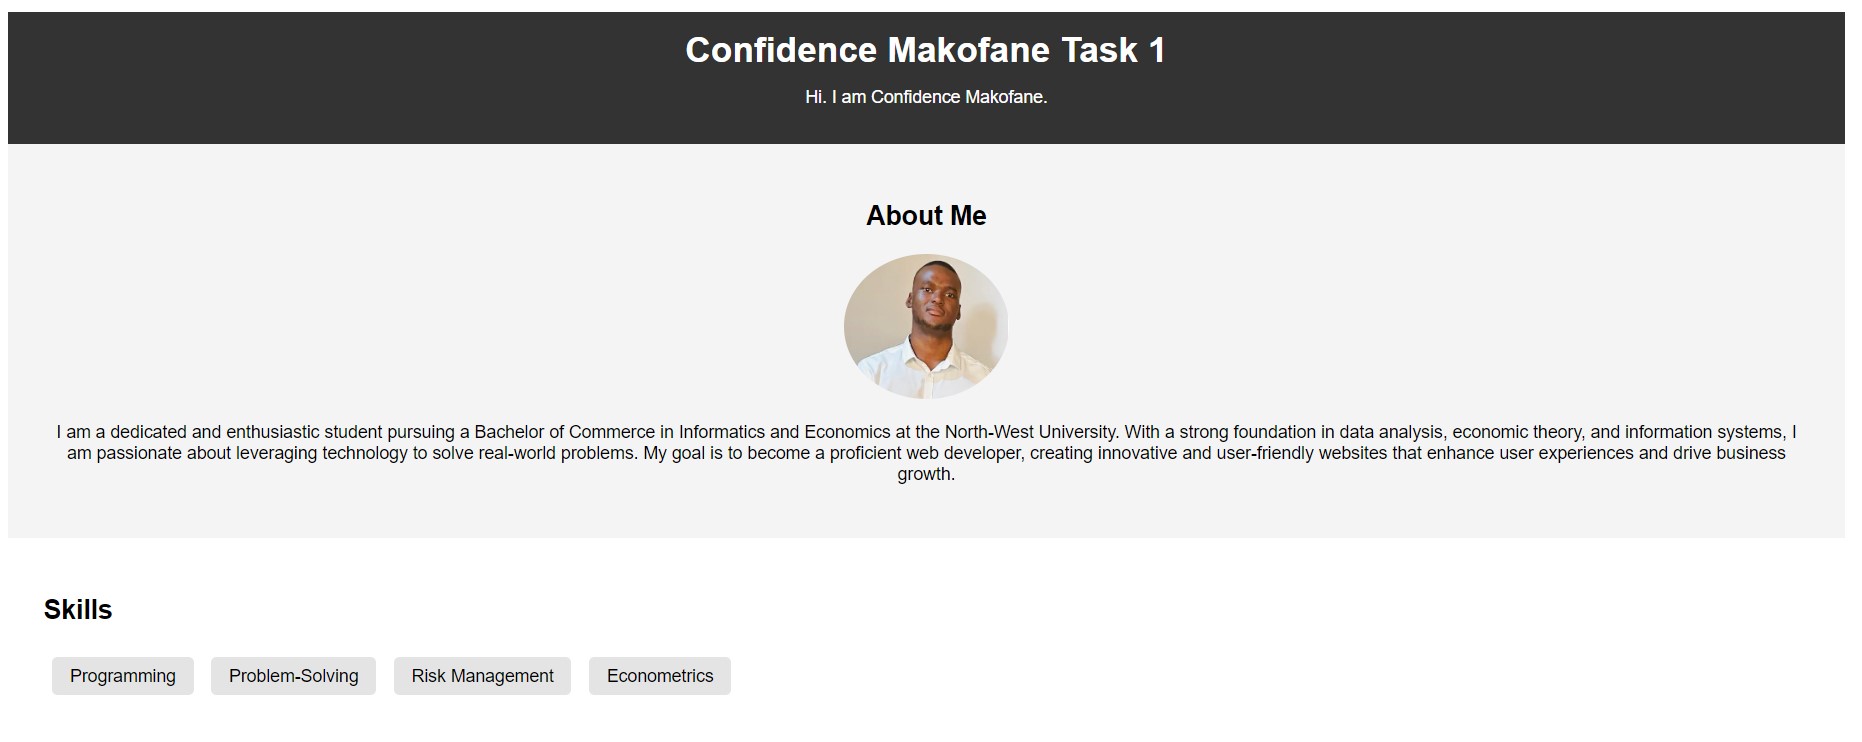 Confidence Makofane Task 1
Hi. I am Confidence Makofane.
About Me
I am a dedicated and enthusiastic student pursuing a Bachelor of Commerce in Informatics and Economics at the North-West University. With a strong foundation in data analysis, economic theory, and information systems, I
am passionate about leveraging technology to solve real-world problems. My goal is to become a proficient web developer, creating innovative and user-friendly websites that enhance user experiences and drive business
growth.
Skills
Programming
Problem-Solving
Risk Management
Econometrics